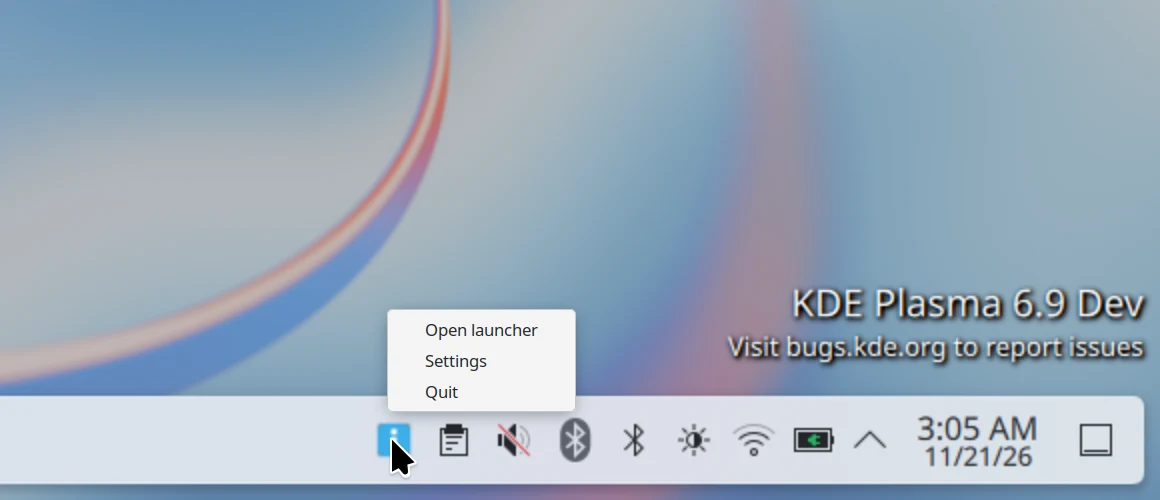 KDE Plasma 6.9 Dev
Visit bugs.kde.org to report issues
Open launcher
Settings
Quit
3:05 AM
11/21/26